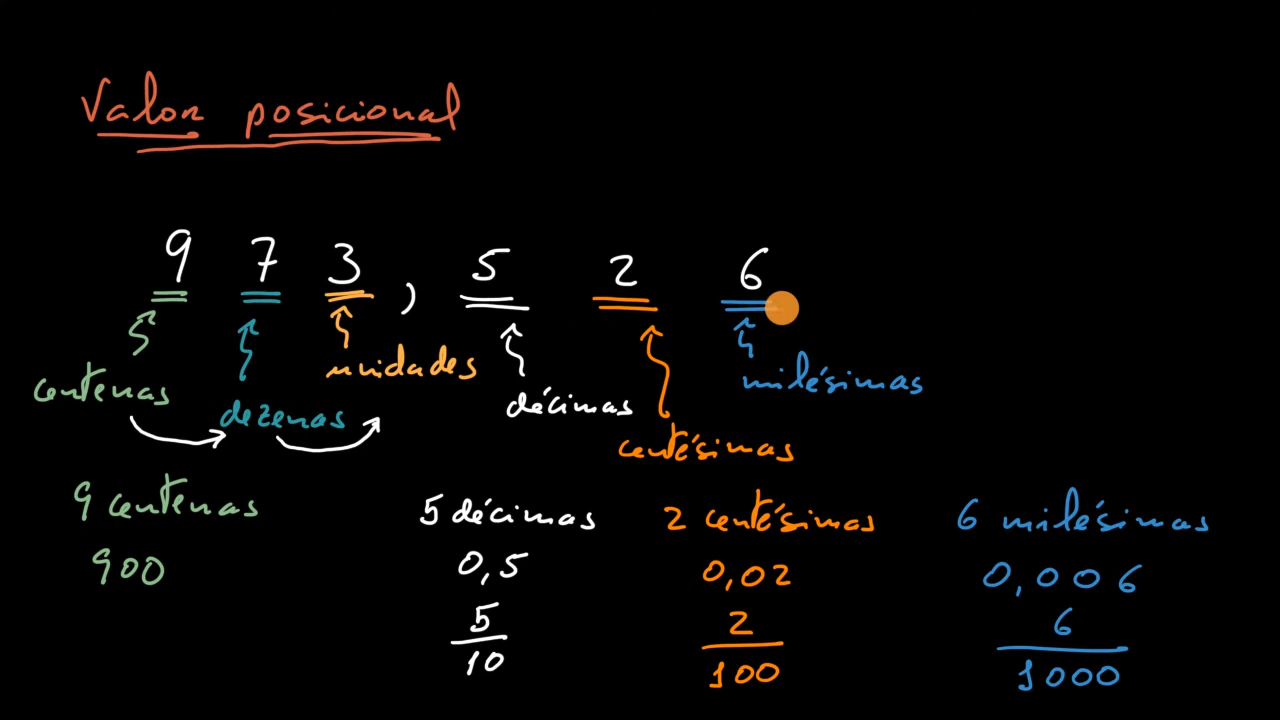 Valor posicional
9 7 3 , 5 2 6
centenas
dezenas
unidades
décimas
centésimas
milésimas
9 centenas
900
5 décimas
0,5
5
10
2 centésimas
0,02
2
100
6 milésimas
0,006
6
1000